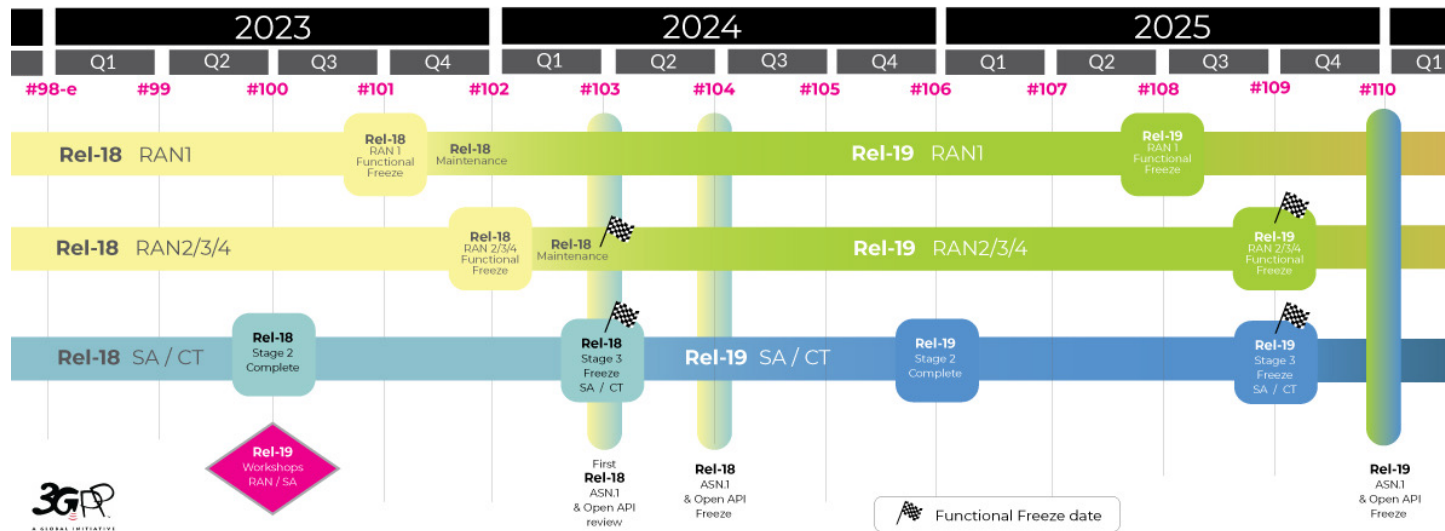 2023 2024 2025
Q1 Q2 Q3 Q4 Q1 Q2 Q3 Q4 Q1 Q2 Q3 Q4 Q1
#98-e #99 #100 #101 #102 #103 #104 #105 #106 #107 #108 #109 #110
Rel-18 RAN1
Rel-18
RAN 1
Functional
Freeze
Rel-18
Maintenance
Rel-19 RAN1
Rel-19
RAN 1
Functional
Freeze
Rel-18 RAN2/3/4
Rel-18
RAN 2/3/4
Functional
Freeze
Rel-18
Maintenance
Rel-19 RAN2/3/4
Rel-19
RAN 2/3/4
Functional
Freeze
Rel-18 SA / CT
Rel-18
Stage 2
Complete
Rel-18
Stage 3
Freeze
SA / CT
Rel-19 SA / CT
Rel-19
Stage 2
Complete
Rel-19
Stage 3
Freeze
SA / CT
Rel-19
Workshops
RAN / SA
First
Rel-18
ASN.1
& Open API
review
Rel-18
ASN.1
& Open API
Freeze
Rel-19
ASN.1
& Open API
Freeze
3GPP
A GLOBAL INITIATIVE
Functional Freeze date